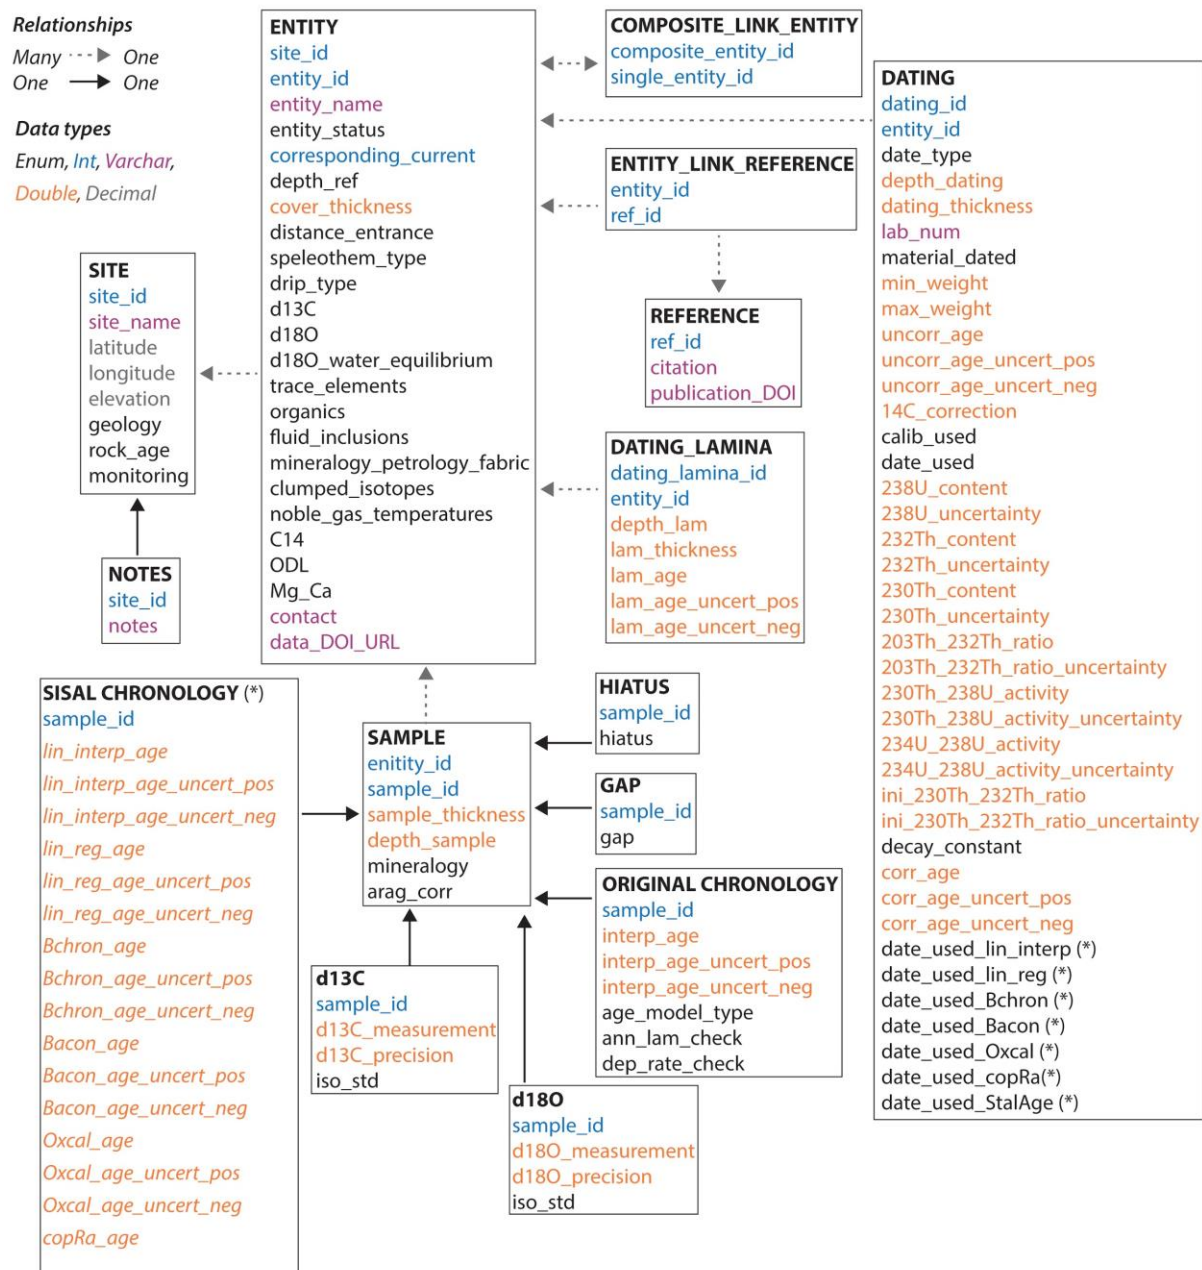 Relationships
Many One
One One
Data types
Enum, Int, Varchar,
Double, Decimal
SITE
site_id
site_name
latitude
longitude
elevation
geology
rock_age
monitoring
NOTES
site_id
notes
ENTITY
site_id
entity_id
entity_name
entity_status
corresponding_current
depth_ref
cover_thickness
distance_entrance
speleothem_type
drip_type
d13C
d18O
d18O_water_equilibrium
trace_elements
organics
fluid_inclusions
mineralogy_petrology_fabric
clumped_isotopes
noble_gas_temperatures
C14
ODL
Mg_Ca
contact
data_DOI_URL
COMPOSITE_LINK_ENTITY
composite_entity_id
single_entity_id
ENTITY_LINK_REFERENCE
entity_id
ref_id
REFERENCE
ref_id
citation
publication_DOI
DATING_LAMINA
dating_lamina_id
entity_id
depth_lam
lam_thickness
lam_age
lam_age_uncert_pos
lam_age_uncert_neg
DATING
dating_id
entity_id
date_type
depth_dating
dating_thickness
lab_num
material_dated
min_weight
max_weight
uncorr_age
uncorr_age_uncert_pos
uncorr_age_uncert_neg
14C_correction
calib_used
date_used
238U_content
238U_uncertainty
232Th_content
232Th_uncertainty
230Th_content
230Th_uncertainty
203Th_232Th_ratio
203Th_232Th_ratio_uncertainty
230Th_238U_activity
230Th_238U_activity_uncertainty
234U_238U_activity
234U_238U_activity_uncertainty
ini_230Th_232Th_ratio
ini_230Th_232Th_ratio_uncertainty
decay_constant
corr_age
corr_age_uncert_pos
corr_age_uncert_neg
date_used_lin_interp (*)
date_used_lin_reg (*)
date_used_Bchron (*)
date_used_Bacon (*)
date_used_Oxcal (*)
date_used_copRa(*)
date_used_StalAge (*)
SISAL CHRONOLOGY (*)
sample_id
lin_interp_age
lin_interp_age_uncert_pos
lin_interp_age_uncert_neg
lin_reg_age
lin_reg_age_uncert_pos
lin_reg_age_uncert_neg
Bchron_age
Bchron_age_uncert_pos
Bchron_age_uncert_neg
Bacon_age
Bacon_age_uncert_pos
Bacon_age_uncert_neg
Oxcal_age
Oxcal_age_uncert_pos
Oxcal_age_uncert_neg
copRa_age
SAMPLE
enitity_id
sample_id
sample_thickness
depth_sample
mineralogy
arag_corr
HIATUS
sample_id
hiatus
GAP
sample_id
gap
ORIGINAL CHRONOLOGY
sample_id
interp_age
interp_age_uncert_pos
interp_age_uncert_neg
age_model_type
ann_lam_check
dep_rate_check
d13C
sample_id
d13C_measurement
d13C_precision
iso_std
d18O
sample_id
d18O_measurement
d18O_precision
iso_std